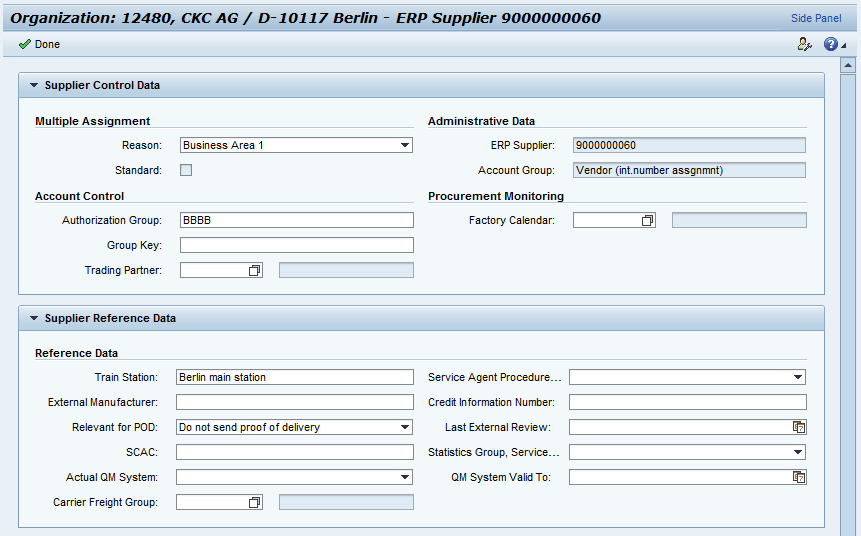 Organization: 12480, CKC AG / D-10117 Berlin - ERP Supplier 9000000060
Side Panel
Done
Supplier Control Data
Multiple Assignment
Reason: Business Area 1
Standard:
Account Control
Authorization Group: BBBB
Group Key:
Trading Partner:
Administrative Data
ERP Supplier: 9000000060
Account Group: Vendor (int.number assgnmnt)
Procurement Monitoring
Factory Calendar:
Supplier Reference Data
Reference Data
Train Station: Berlin main station
External Manufacturer:
Relevant for POD: Do not send proof of delivery
SCAC:
Actual QM System:
Carrier Freight Group:
Service Agent Procedure...
Credit Information Number:
Last External Review:
Statistics Group, Service...
QM System Valid To: